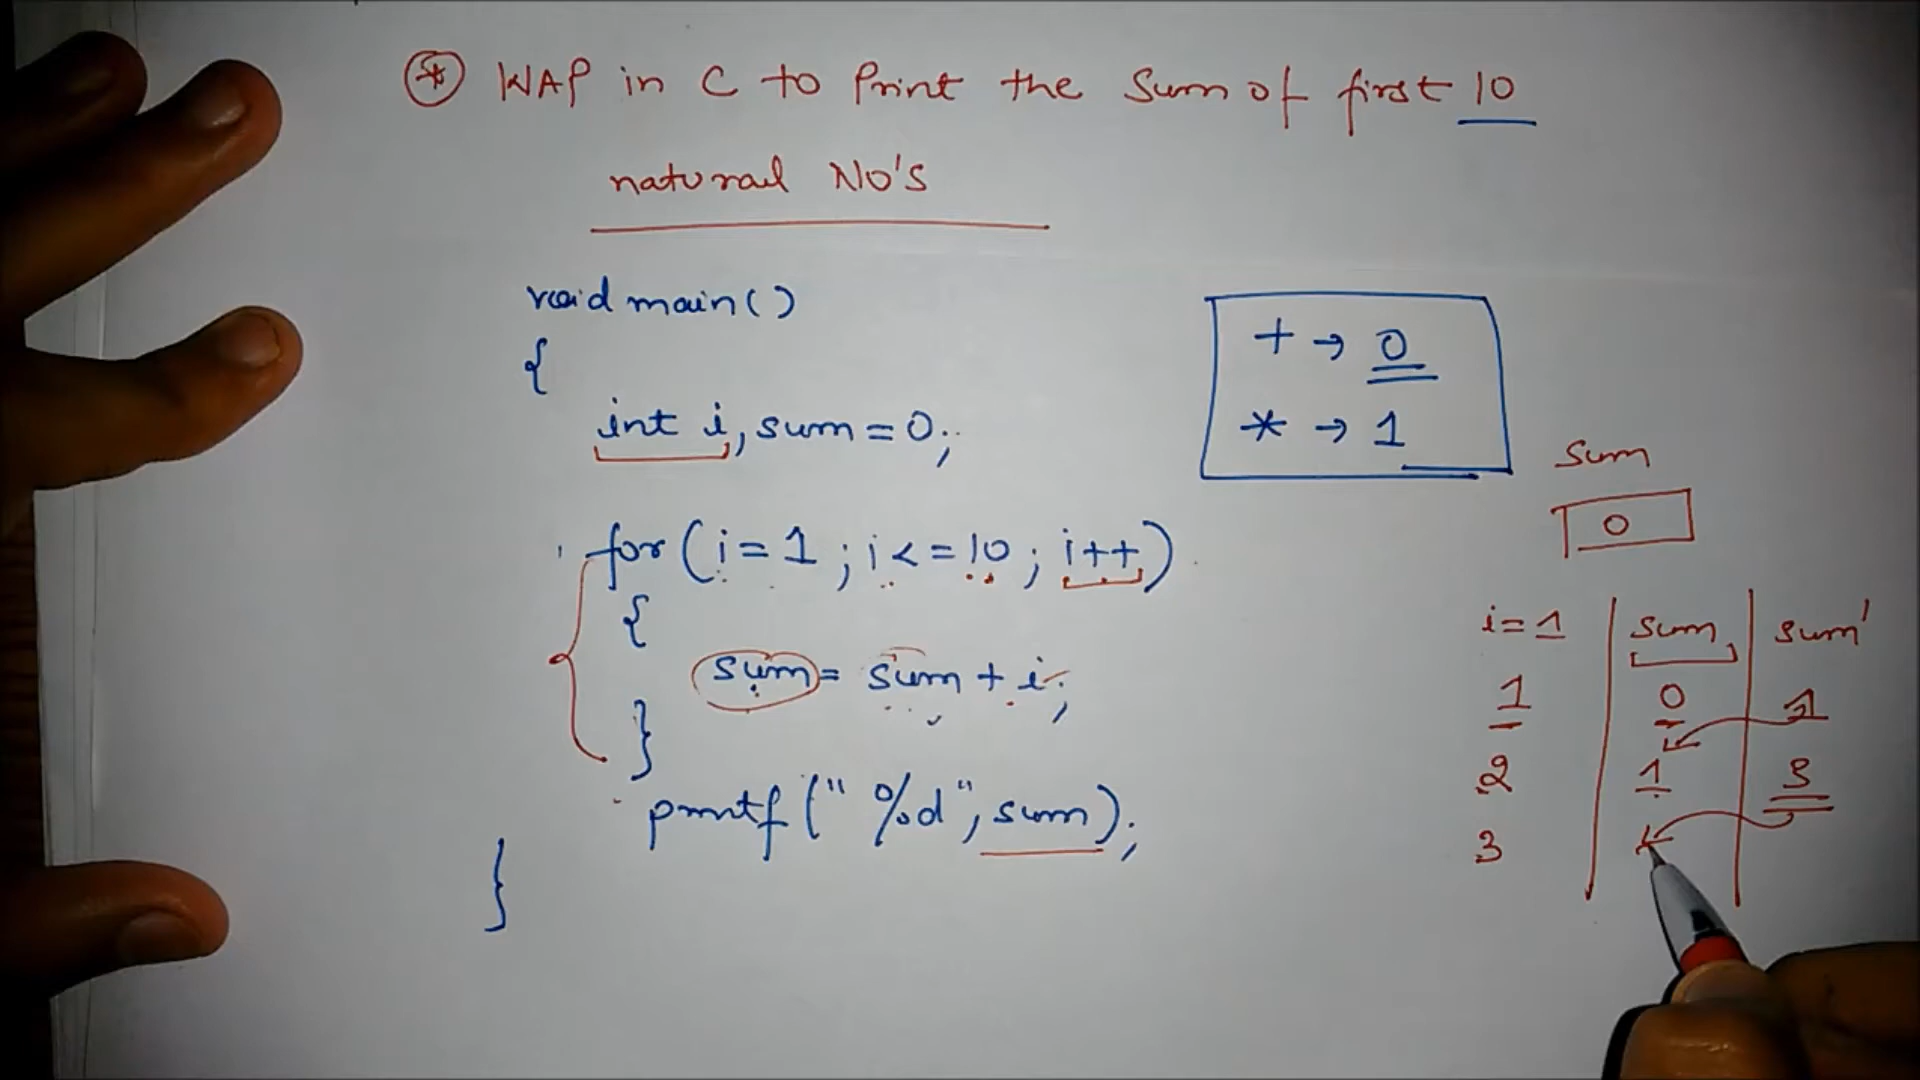 * WAP in C to Print the Sum of first 10
natural No's
void main()
{
int i, sum = 0;
for (i = 1; i <= 10; i++)
{
sum = sum + i;
}
printf(" %d", sum);
}
+ → 0
* → 1
sum
0
i = 1 sum sum'
1 0 1
2 1 3
3